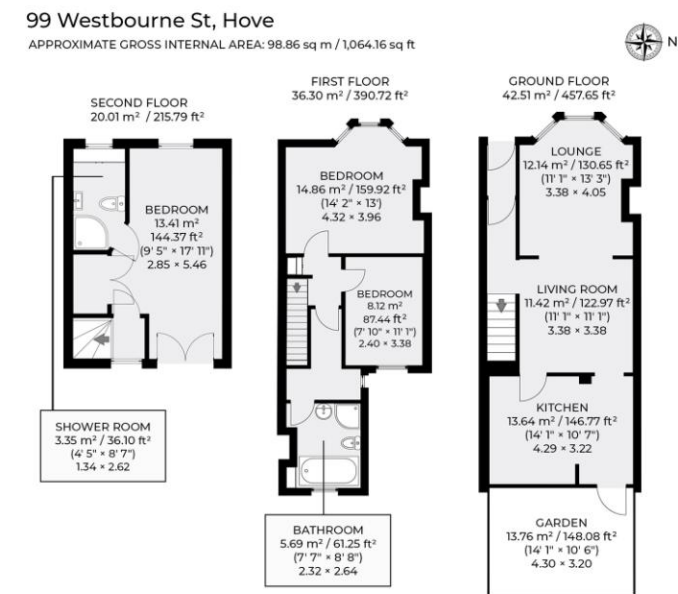 99 Westbourne St, Hove
APPROXIMATE GROSS INTERNAL AREA: 98.86 sq m / 1,064.16 sq ft
N
SECOND FLOOR
20.01 m² / 215.79 ft²
BEDROOM
13.41 m²
144.37 ft²
(9' 5" × 17' 11")
2.85 × 5.46
SHOWER ROOM
3.35 m² / 36.10 ft²
(4' 5" × 8' 7")
1.34 × 2.62
FIRST FLOOR
36.30 m² / 390.72 ft²
BEDROOM
14.86 m² / 159.92 ft²
(14' 2" × 13')
4.32 × 3.96
BEDROOM
8.12 m²
87.44 ft²
(7' 10" × 11' 1")
2.40 × 3.38
BATHROOM
5.69 m² / 61.25 ft²
(7' 7" × 8' 8")
2.32 × 2.64
GROUND FLOOR
42.51 m² / 457.65 ft²
LOUNGE
12.14 m² / 130.65 ft²
(11' 1" × 13' 3")
3.38 × 4.05
LIVING ROOM
11.42 m² / 122.97 ft²
(11' 1" × 11' 1")
3.38 × 3.38
KITCHEN
13.64 m² / 146.77 ft²
(14' 1" × 10' 7")
4.29 × 3.22
GARDEN
13.76 m² / 148.08 ft²
(14' 1" × 10' 6")
4.30 × 3.20